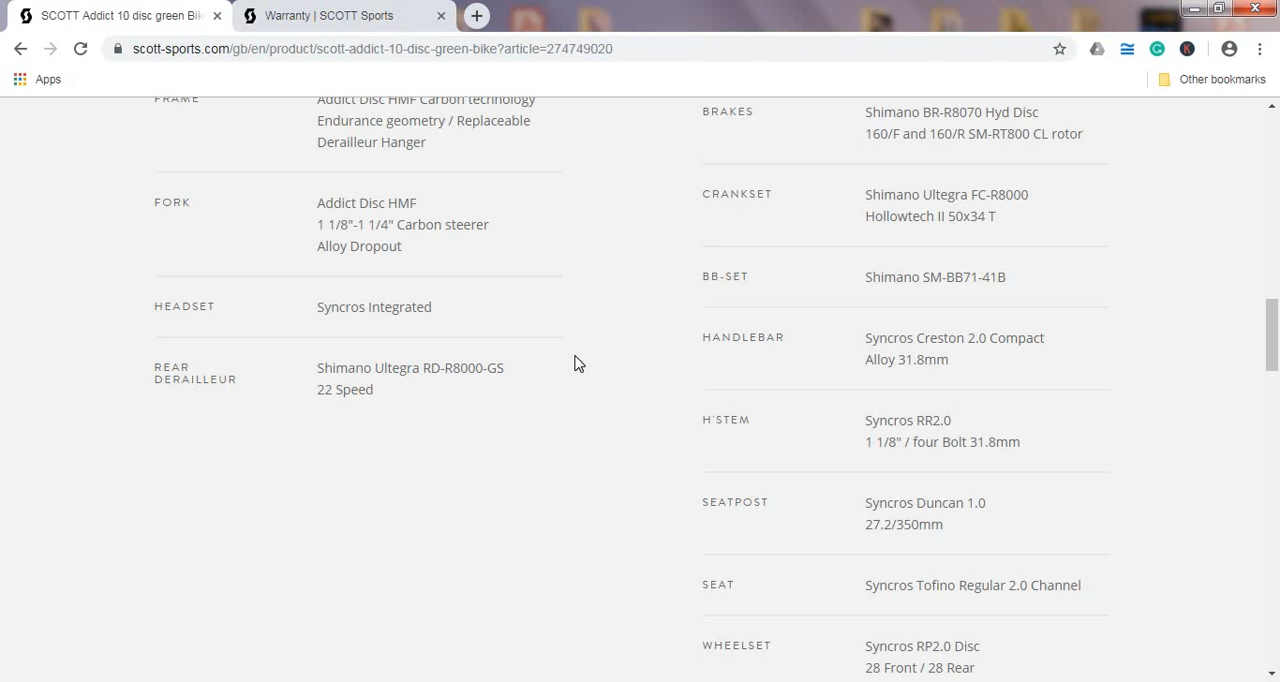 SCOTT Addict 10 disc green Bik
Warranty | SCOTT Sports
scott-sports.com/gb/en/product/scott-addict-10-disc-green-bike?article=274749020
Apps
Other bookmarks
FRAME
Addict Disc HMF Carbon technology
Endurance geometry / Replaceable
Derailleur Hanger
FORK
Addict Disc HMF
1 1/8"-1 1/4" Carbon steerer
Alloy Dropout
HEADSET
Syncros Integrated
REAR
DERAILLEUR
Shimano Ultegra RD-R8000-GS
22 Speed
BRAKES
Shimano BR-R8070 Hyd Disc
160/F and 160/R SM-RT800 CL rotor
CRANKSET
Shimano Ultegra FC-R8000
Hollowtech II 50x34 T
BB-SET
Shimano SM-BB71-41B
HANDLEBAR
Syncros Creston 2.0 Compact
Alloy 31.8mm
H'STEM
Syncros RR2.0
1 1/8" / four Bolt 31.8mm
SEATPOST
Syncros Duncan 1.0
27.2/350mm
SEAT
Syncros Tofino Regular 2.0 Channel
WHEELSET
Syncros RP2.0 Disc
28 Front / 28 Rear